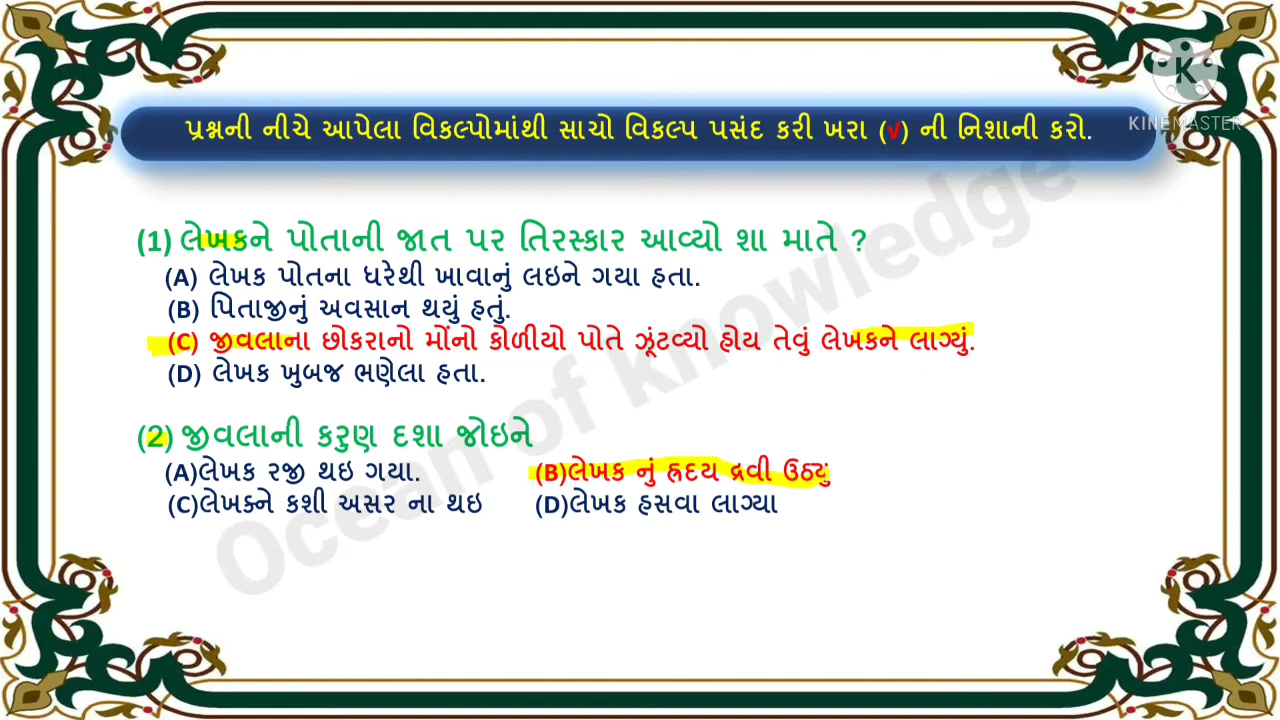 K
KINEMASTER
પ્રશ્નની નીચે આપેલા વિકલ્પોમાંથી સાચો વિકલ્પ પસંદ કરી ખરા (√) ની નિશાની કરો.
(1) લેખકને પોતાની જાત પર તિરસ્કાર આવ્યો શા માતે ?
(A) લેખક પોતના ધરેથી ખાવાનું લઇને ગયા હતા.
(B) પિતાજીનું અવસાન થયું હતું.
(C) જીવલાના છોકરાનો મોંનો કોળીયો પોતે ઝૂંટવ્યો હોય તેવું લેખકને લાગ્યું.
(D) લેખક ખુબજ ભણેલા હતા.
(2) જીવલાની કરુણ દશા જોઇને
(A)લેખક રજી થઇ ગયા. (B)લેખક નું હ્રદય દ્રવી ઉઠ્યું
(C)લેખક્ને કશી અસર ના થઇ (D)લેખક હસવા લાગ્યા
Ocean of knowledge